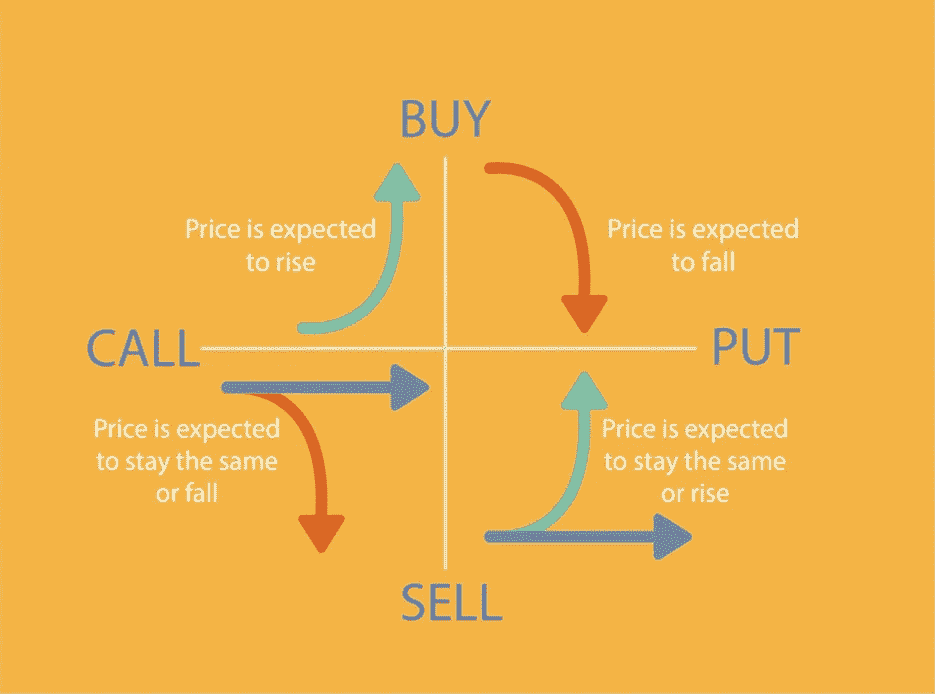 BUY
Price is expected
to rise
Price is expected
to fall
CALL
PUT
Price is expected
to stay the same
or fall
Price is expected
to stay the same
or rise
SELL